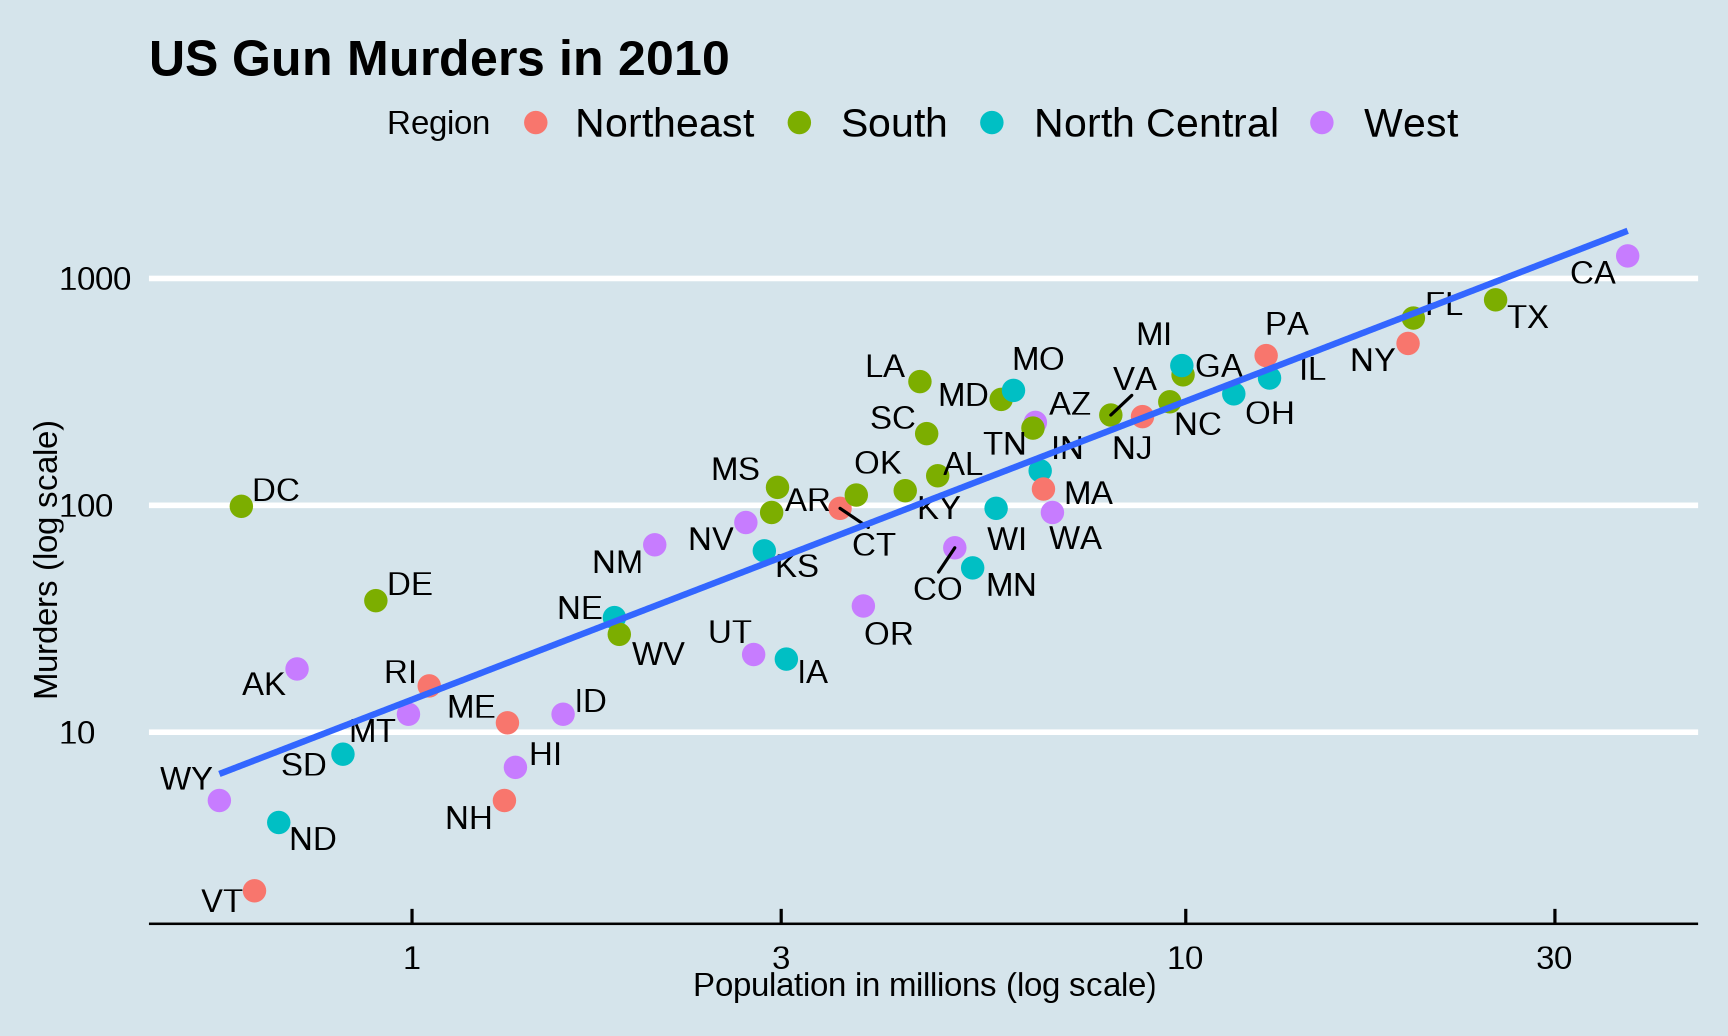 US Gun Murders in 2010
Region Northeast South North Central West
Murders (log scale)
1000
100
10
CA
FL
TX
PA
MI
NY
IL
GA
MO
LA
VA
MD
AZ
OH
SC
NC
TN
IN
NJ
OK
AL
MS
DC
AR
MA
KY
NV
CT
WI
WA
NM
KS
DE
CO
MN
NE
UT
OR
WV
RI
IA
AK
ME
ID
MT
HI
SD
WY
NH
ND
VT
1 3 10 30
Population in millions (log scale)